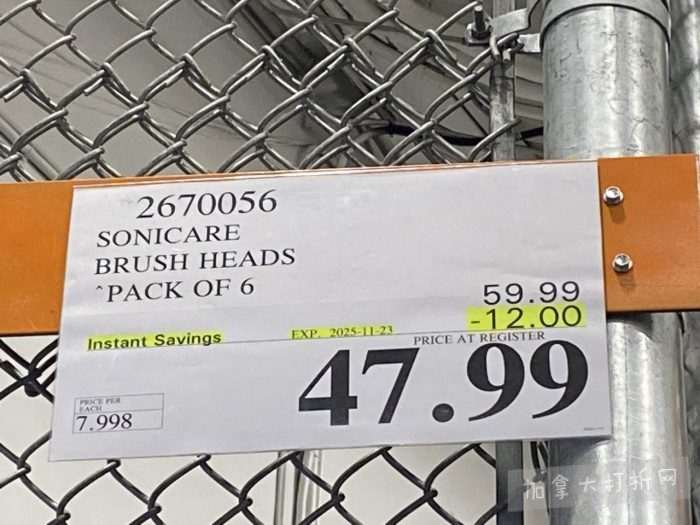 2670056
SONICARE
BRUSH HEADS
^PACK OF 6
59.99
-12.00
Instant Savings
EXP. 2025-11-23
PRICE AT REGISTER
47.99
PRICE PER
EACH
7.998
加拿大打折网